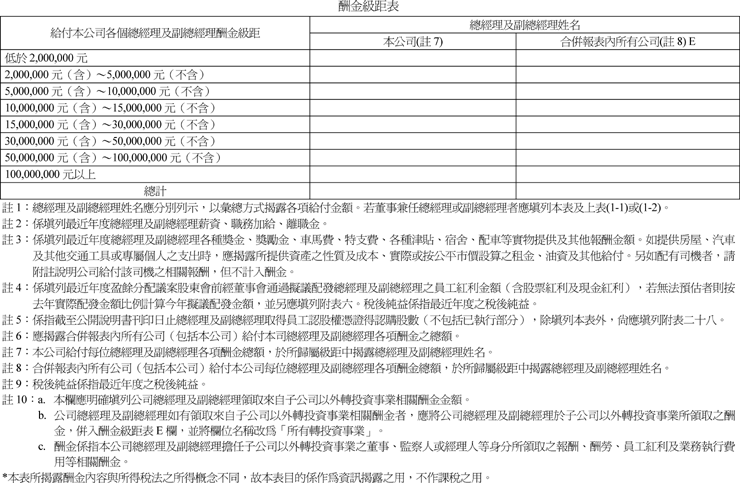 酬金級距表
給付本公司各個總經理及副總經理酬金級距
總經理及副總經理姓名
本公司(註 7)
合併報表內所有公司(註 8) E
低於 2,000,000 元
2,000,000 元（含）～5,000,000 元（不含）
5,000,000 元（含）～10,000,000 元（不含）
10,000,000 元（含）～15,000,000 元（不含）
15,000,000 元（含）～30,000,000 元（不含）
30,000,000 元（含）～50,000,000 元（不含）
50,000,000 元（含）～100,000,000 元（不含）
100,000,000 元以上
總計
註 1：總經理及副總經理姓名應分別列示，以彙總方式揭露各項給付金額。若董事兼任總經理或副總經理者應填列本表及上表(1-1)或(1-2)。
註 2：係填列最近年度總經理及副總經理薪資、職務加給、離職金。
註 3：係填列最近年度總經理及副總經理各種獎金、獎勵金、車馬費、特支費、各種津貼、宿舍、配車等實物提供及其他報酬金額。如提供房屋、汽車
及其他交通工具或專屬個人之支出時，應揭露所提供資產之性質及成本、實際或按公平市價設算之租金、油資及其他給付。另如配有司機者，請
附註說明公司給付該司機之相關報酬，但不計入酬金。
註 4：係填列最近年度盈餘分配議案股東會前經董事會通過擬議配發總經理及副總經理之員工紅利金額（含股票紅利及現金紅利），若無法預估者則按
去年實際配發金額比例計算今年擬議配發金額，並另應填列附表六。稅後純益係指最近年度之稅後純益。
註 5：係指截至公開說明書刊印日止總經理及副總經理取得員工認股權憑證得認購股數（不包括已執行部分），除填列本表外，尚應填列附表二十八。
註 6：應揭露合併報表內所有公司（包括本公司）給付本公司總經理及副總經理各項酬金之總額。
註 7：本公司給付每位總經理及副總經理各項酬金總額，於所歸屬級距中揭露總經理及副總經理姓名。
註 8：合併報表內所有公司（包括本公司）給付本公司每位總經理及副總經理各項酬金總額，於所歸屬級距中揭露總經理及副總經理姓名。
註 9：稅後純益係指最近年度之稅後純益。
註 10：a. 本欄應明確填列公司總經理及副總經理領取來自子公司以外轉投資事業相關酬金金額。
b. 公司總經理及副總經理如有領取來自子公司以外轉投資事業相關酬金者，應將公司總經理及副總經理於子公司以外轉投資事業所領取之酬
金，併入酬金級距表 E 欄，並將欄位名稱改為「所有轉投資事業」。
c. 酬金係指本公司總經理及副總經理擔任子公司以外轉投資事業之董事、監察人或經理人等身分所領取之報酬、酬勞、員工紅利及業務執行費
用等相關酬金。
*本表所揭露酬金內容與所得稅法之所得概念不同，故本表目的係作為資訊揭露之用，不作課稅之用。